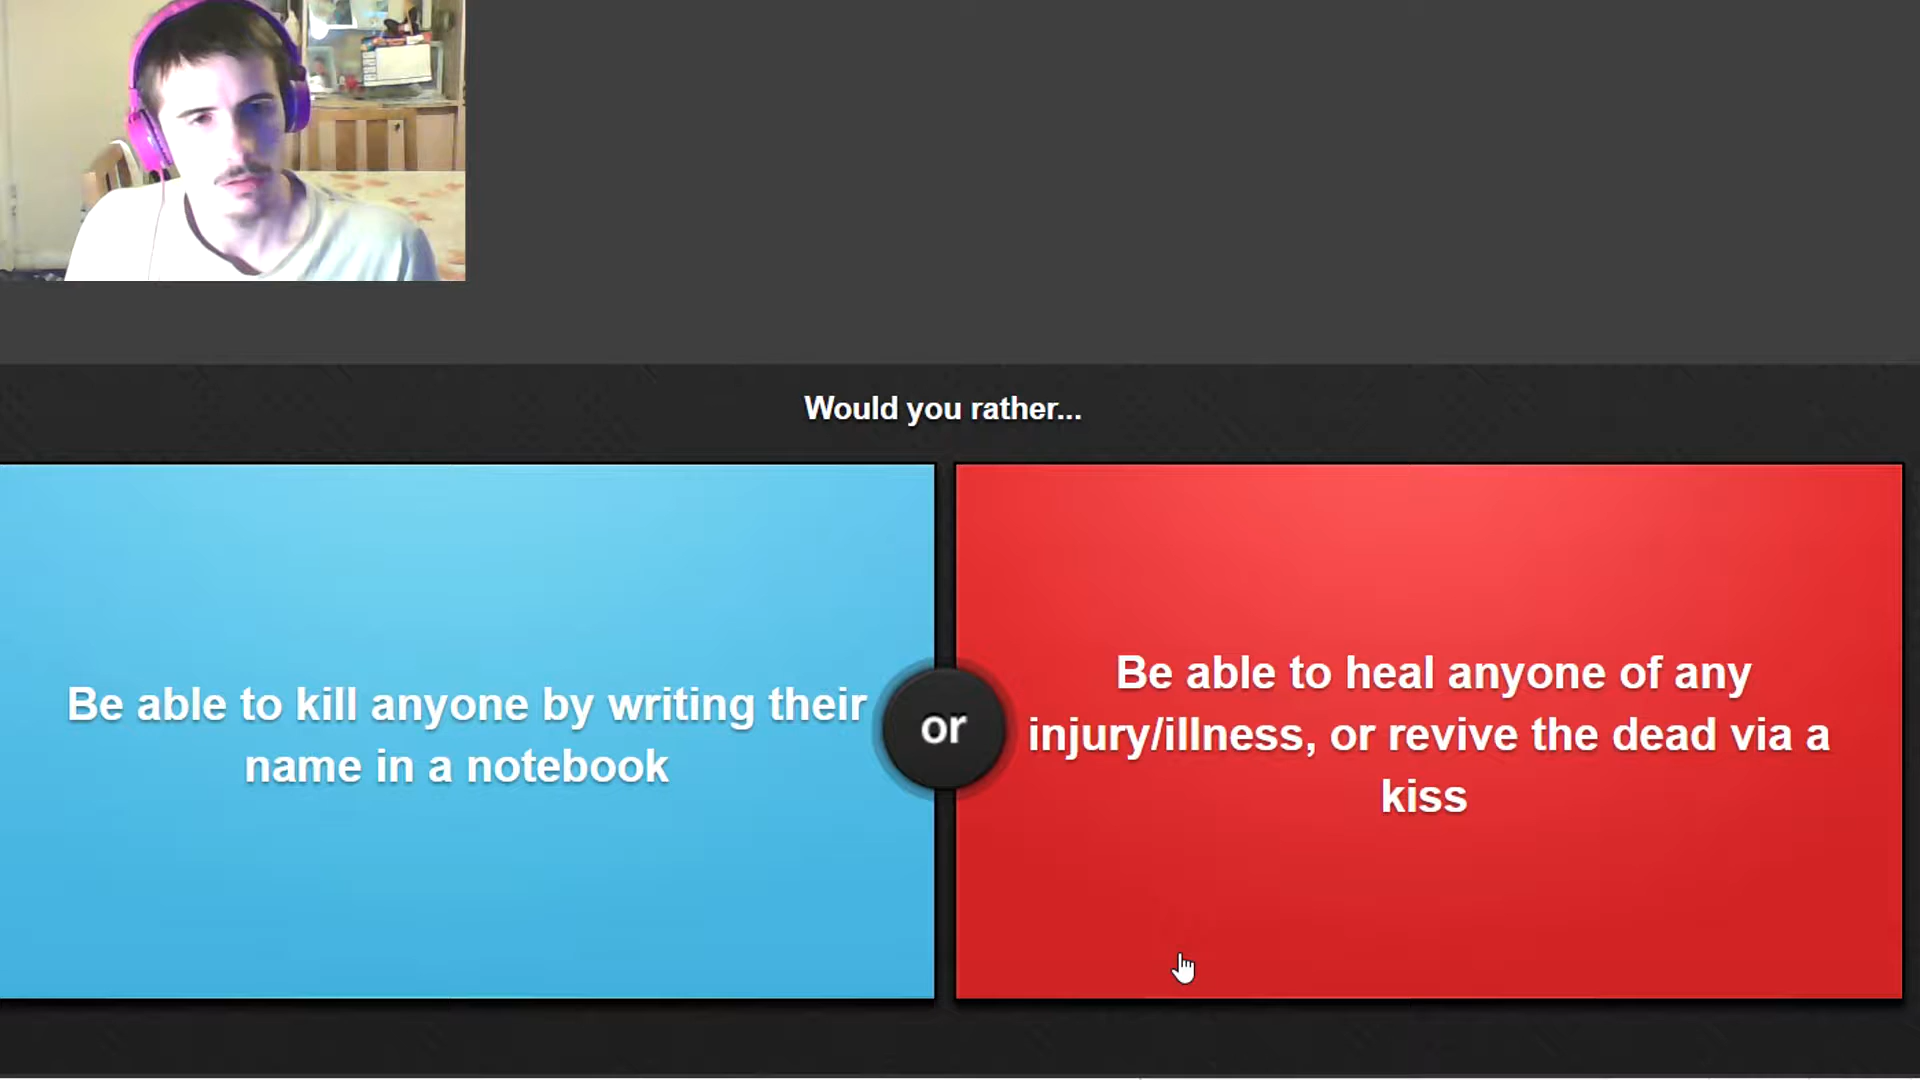 Would you rather...
Be able to kill anyone by writing their
name in a notebook
or
Be able to heal anyone of any
injury/illness, or revive the dead via a
kiss